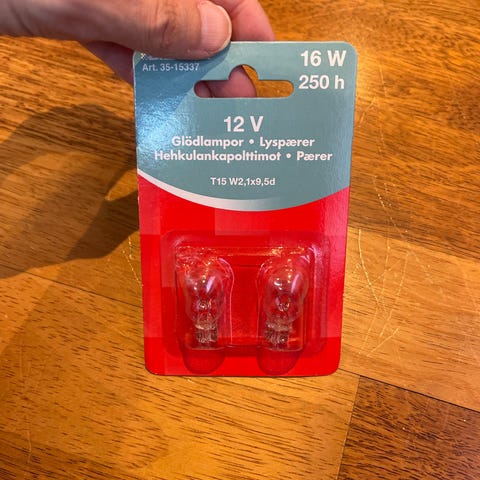 Art. 35-15337
16 W
250 h
12 V
Glödlampor • Lyspærer
Hehkulankapolttimot • Pærer
T15 W2,1x9,5d